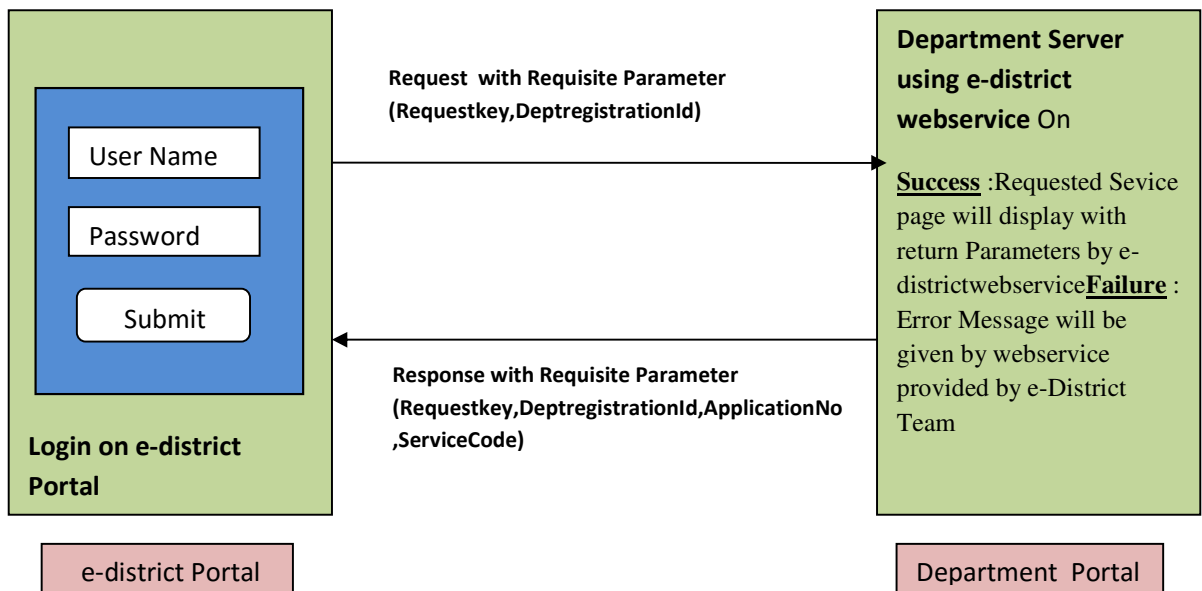 User Name
Password
Submit
Login on e-district
Portal
Request with Requisite Parameter
(Requestkey,DeptregistrationId)
Response with Requisite Parameter
(Requestkey,DeptregistrationId,ApplicationNo
,ServiceCode)
Department Server
using e-district
webservice On
Success :Requested Sevice
page will display with
return Parameters by e-
districtwebserviceFailure :
Error Message will be
given by webservice
provided by e-District
Team
e-district Portal
Department Portal